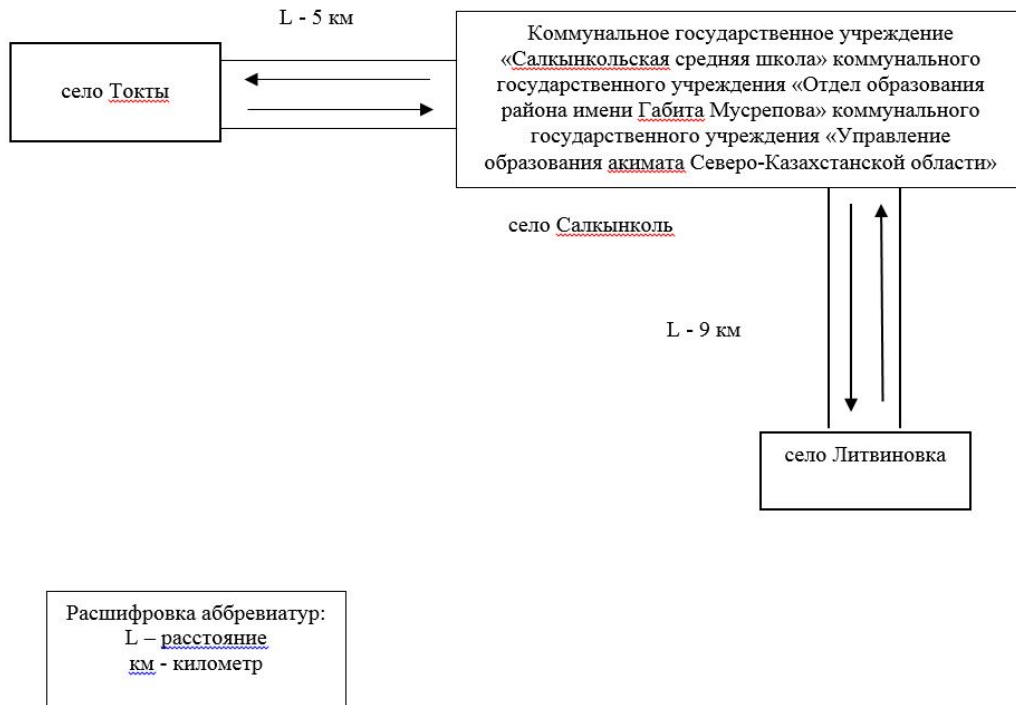 L - 5 км
село Токты
Коммунальное государственное учреждение
«Салкынкольская средняя школа» коммунального
государственного учреждения «Отдел образования
района имени Габита Мусрепова» коммунального
государственного учреждения «Управление
образования акимата Северо-Казахстанской области»
село Салкынколь
L - 9 км
село Литвиновка
Расшифровка аббревиатур:
L – расстояние
км - километр